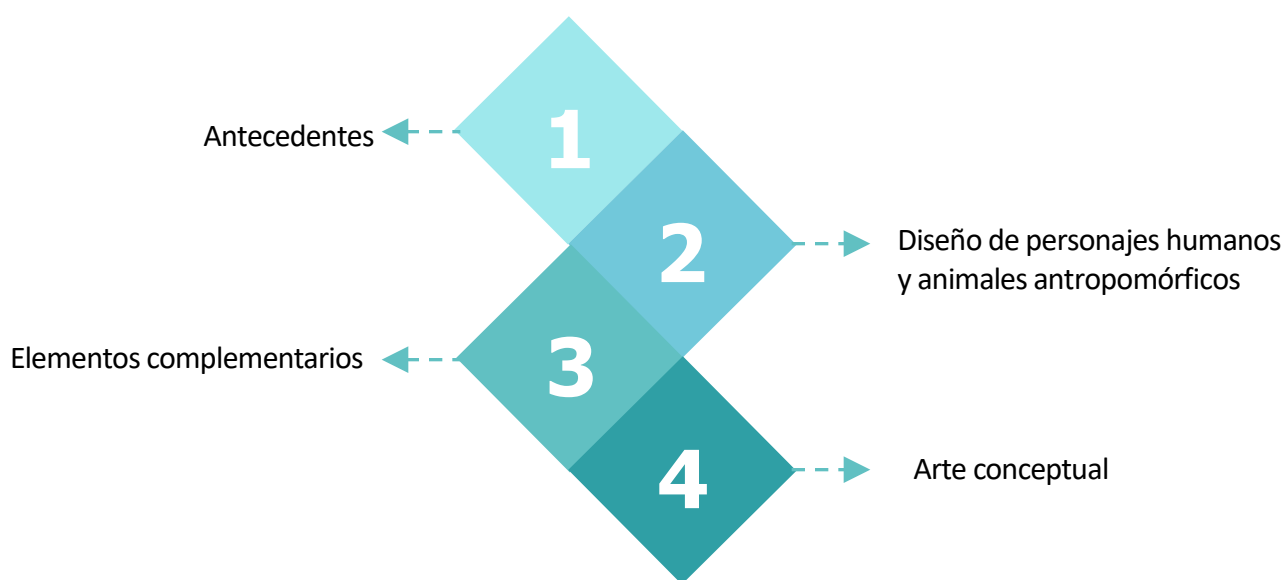 1
Antecedentes
2
Diseño de personajes humanos
y animales antropomórficos
3
Elementos complementarios
4
Arte conceptual